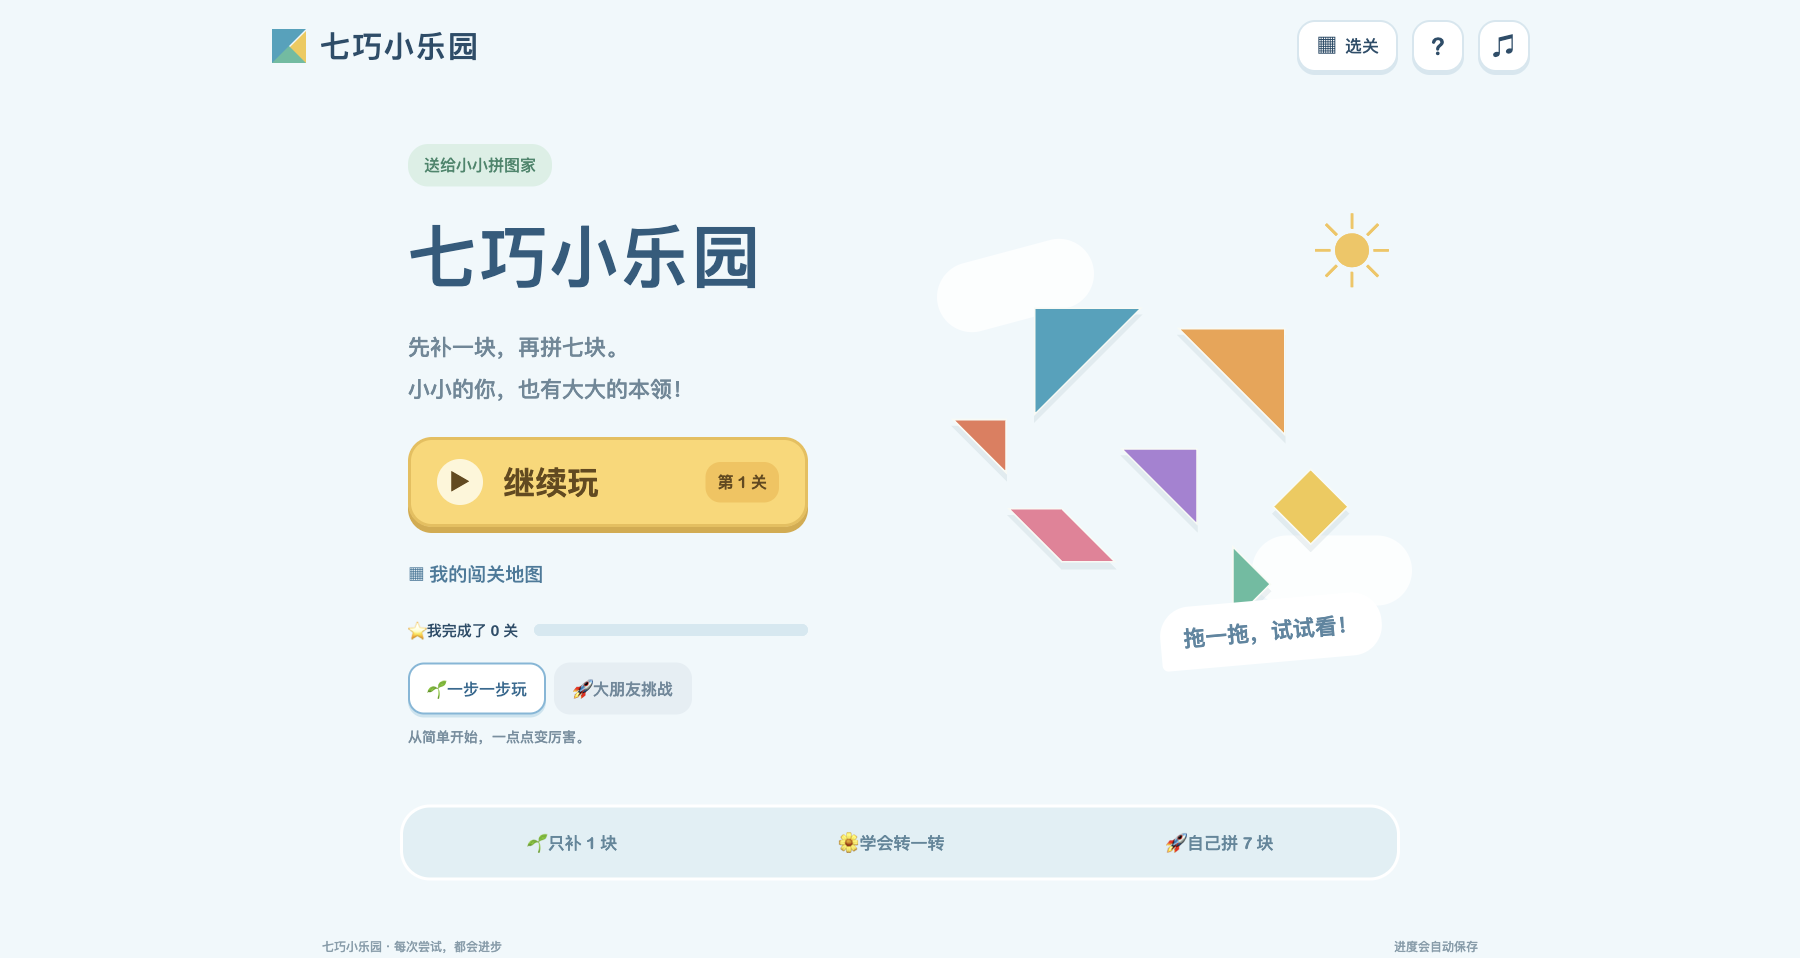 七巧小乐园
选关
?
送给小小拼图家
七巧小乐园
先补一块，再拼七块。
小小的你，也有大大的本领！
继续玩
第 1 关
我的闯关地图
我完成了 0 关
一步一步玩
大朋友挑战
从简单开始，一点点变厉害。
拖一拖，试试看！
只补 1 块
学会转一转
自己拼 7 块
七巧小乐园 · 每次尝试，都会进步
进度会自动保存